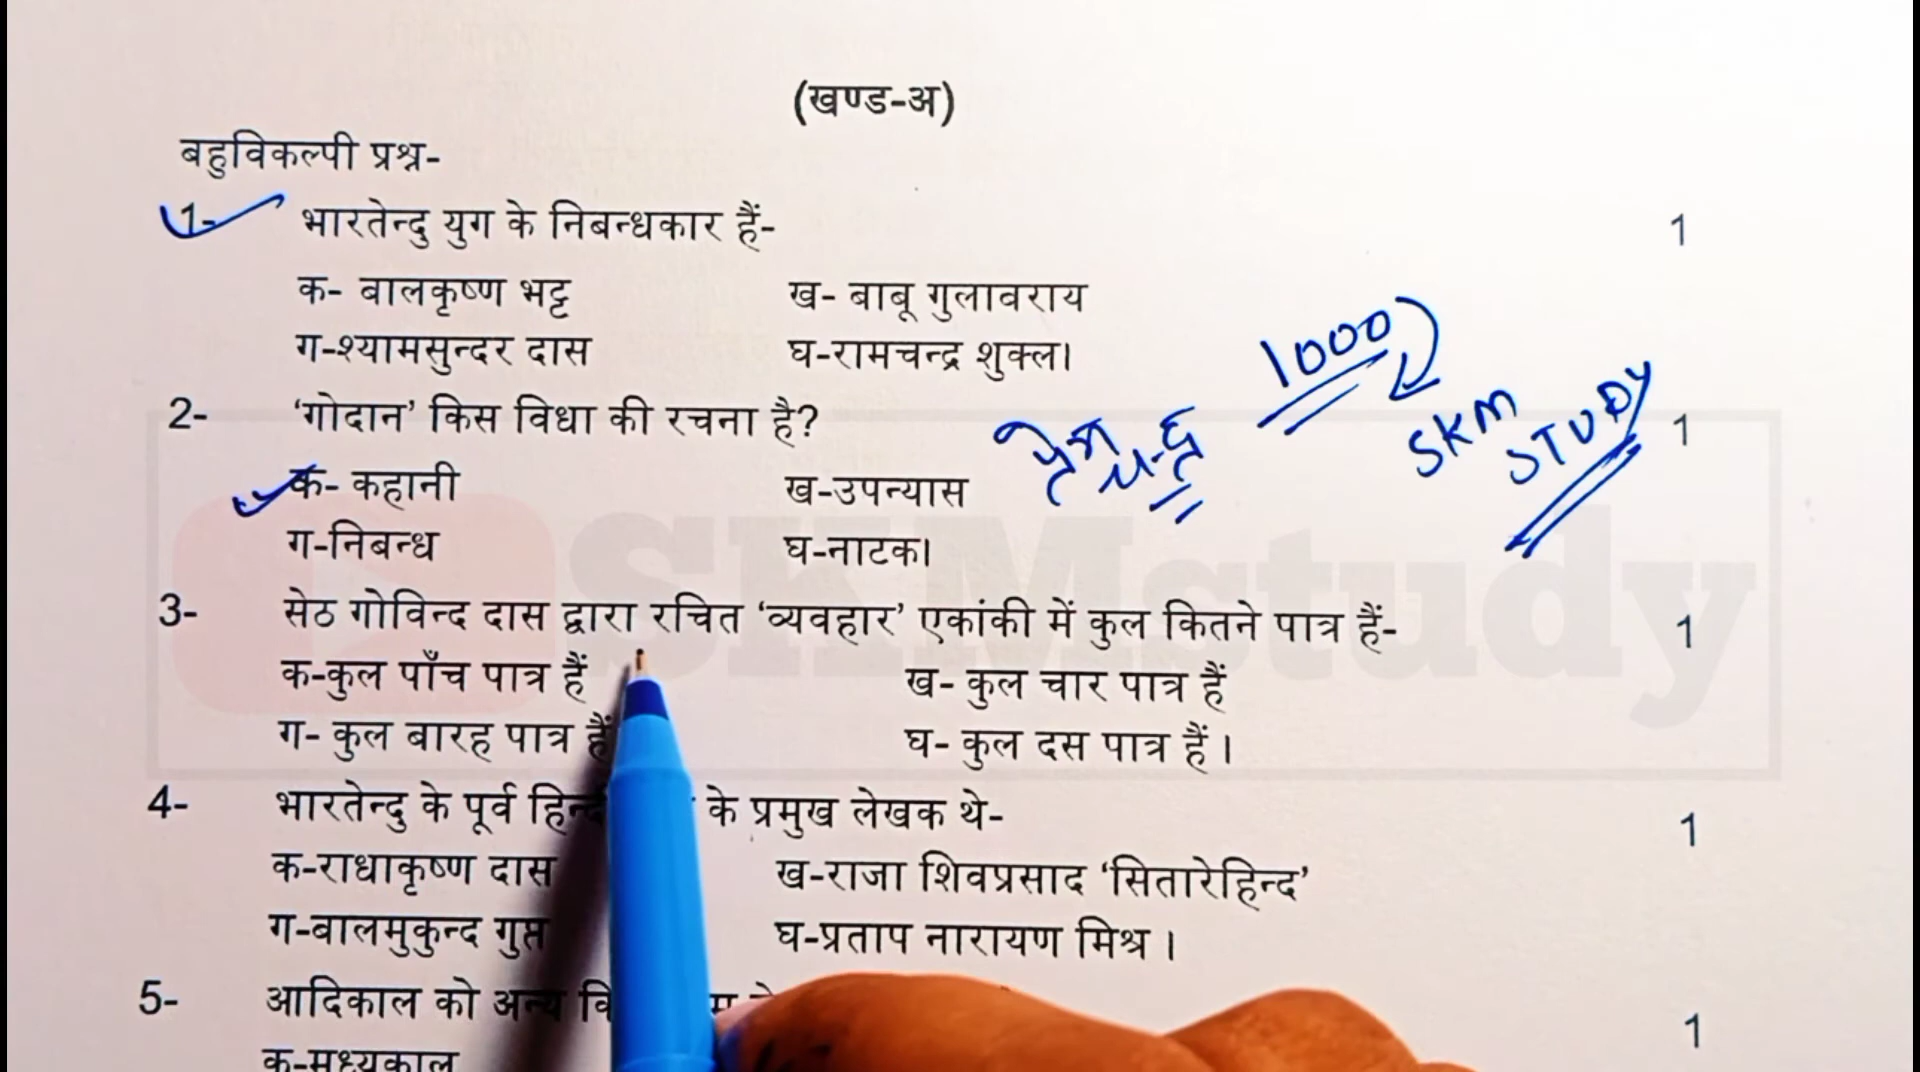 (खण्ड-अ)
बहुविकल्पी प्रश्न-
1- भारतेन्दु युग के निबन्धकार हैं- 1
क- बालकृष्ण भट्ट ख- बाबू गुलावराय
ग-श्यामसुन्दर दास घ-रामचन्द्र शुक्ल।
1000
SKM STUDY
2- ‘गोदान’ किस विधा की रचना है? 1
क- कहानी ख-उपन्यास
ग-निबन्ध घ-नाटक।
SKMstudy
3- सेठ गोविन्द दास द्वारा रचित ‘व्यवहार’ एकांकी में कुल कितने पात्र हैं- 1
क-कुल पाँच पात्र हैं ख- कुल चार पात्र हैं
ग- कुल बारह पात्र हैं घ- कुल दस पात्र हैं।
4- भारतेन्दु के पूर्व के प्रमुख लेखक थे- 1
क-राधाकृष्ण दास ख-राजा शिवप्रसाद ‘सितारेहिन्द’
ग-बालमुकुन्द गुप्त घ-प्रताप नारायण मिश्र।
5- आदिकाल को अन्य 1
क-मध्यकाल